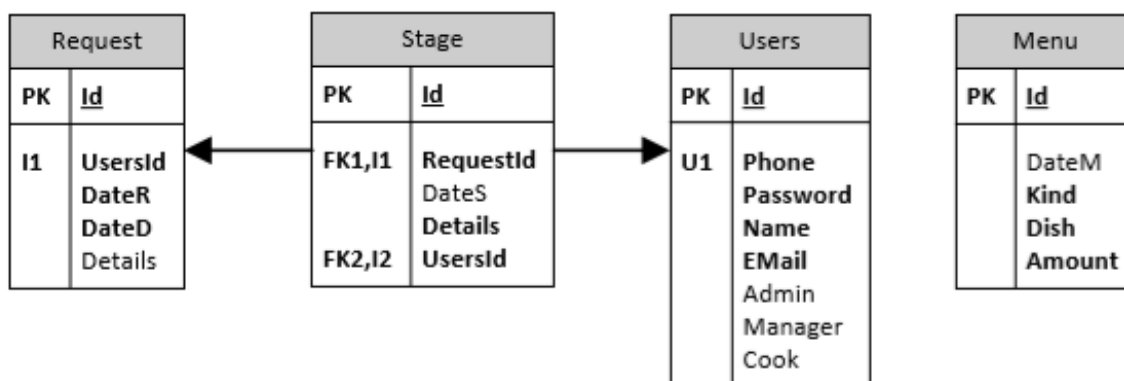 Request
PK Id
I1 UsersId
DateR
DateD
Details
Stage
PK Id
FK1,I1 RequestId
DateS
Details
FK2,I2 UsersId
Users
PK Id
U1 Phone
Password
Name
EMail
Admin
Manager
Cook
Menu
PK Id
DateM
Kind
Dish
Amount